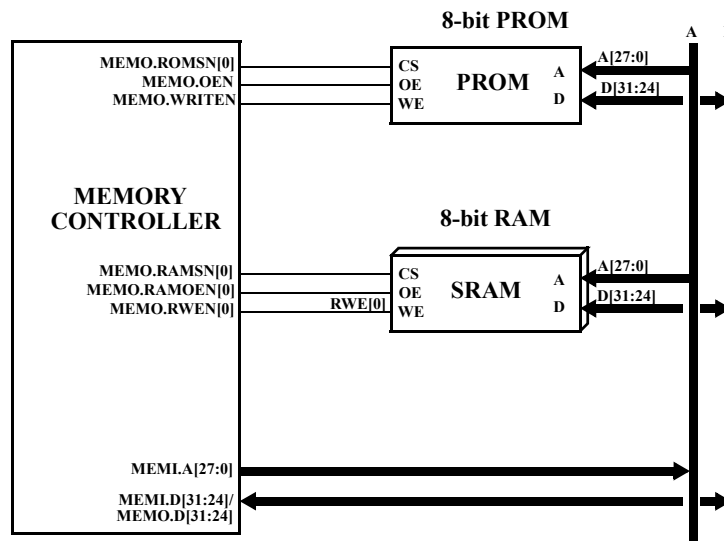 8-bit PROM
A
MEMO.ROMSN[0]
MEMO.OEN
MEMO.WRITEN
CS
OE
WE
PROM
A
D
A[27:0]
D[31:24]
MEMORY
CONTROLLER
8-bit RAM
MEMO.RAMSN[0]
MEMO.RAMOEN[0]
MEMO.RWEN[0]
RWE[0]
CS
OE
WE
SRAM
A
D
A[27:0]
D[31:24]
MEMI.A[27:0]
MEMI.D[31:24]/
MEMO.D[31:24]